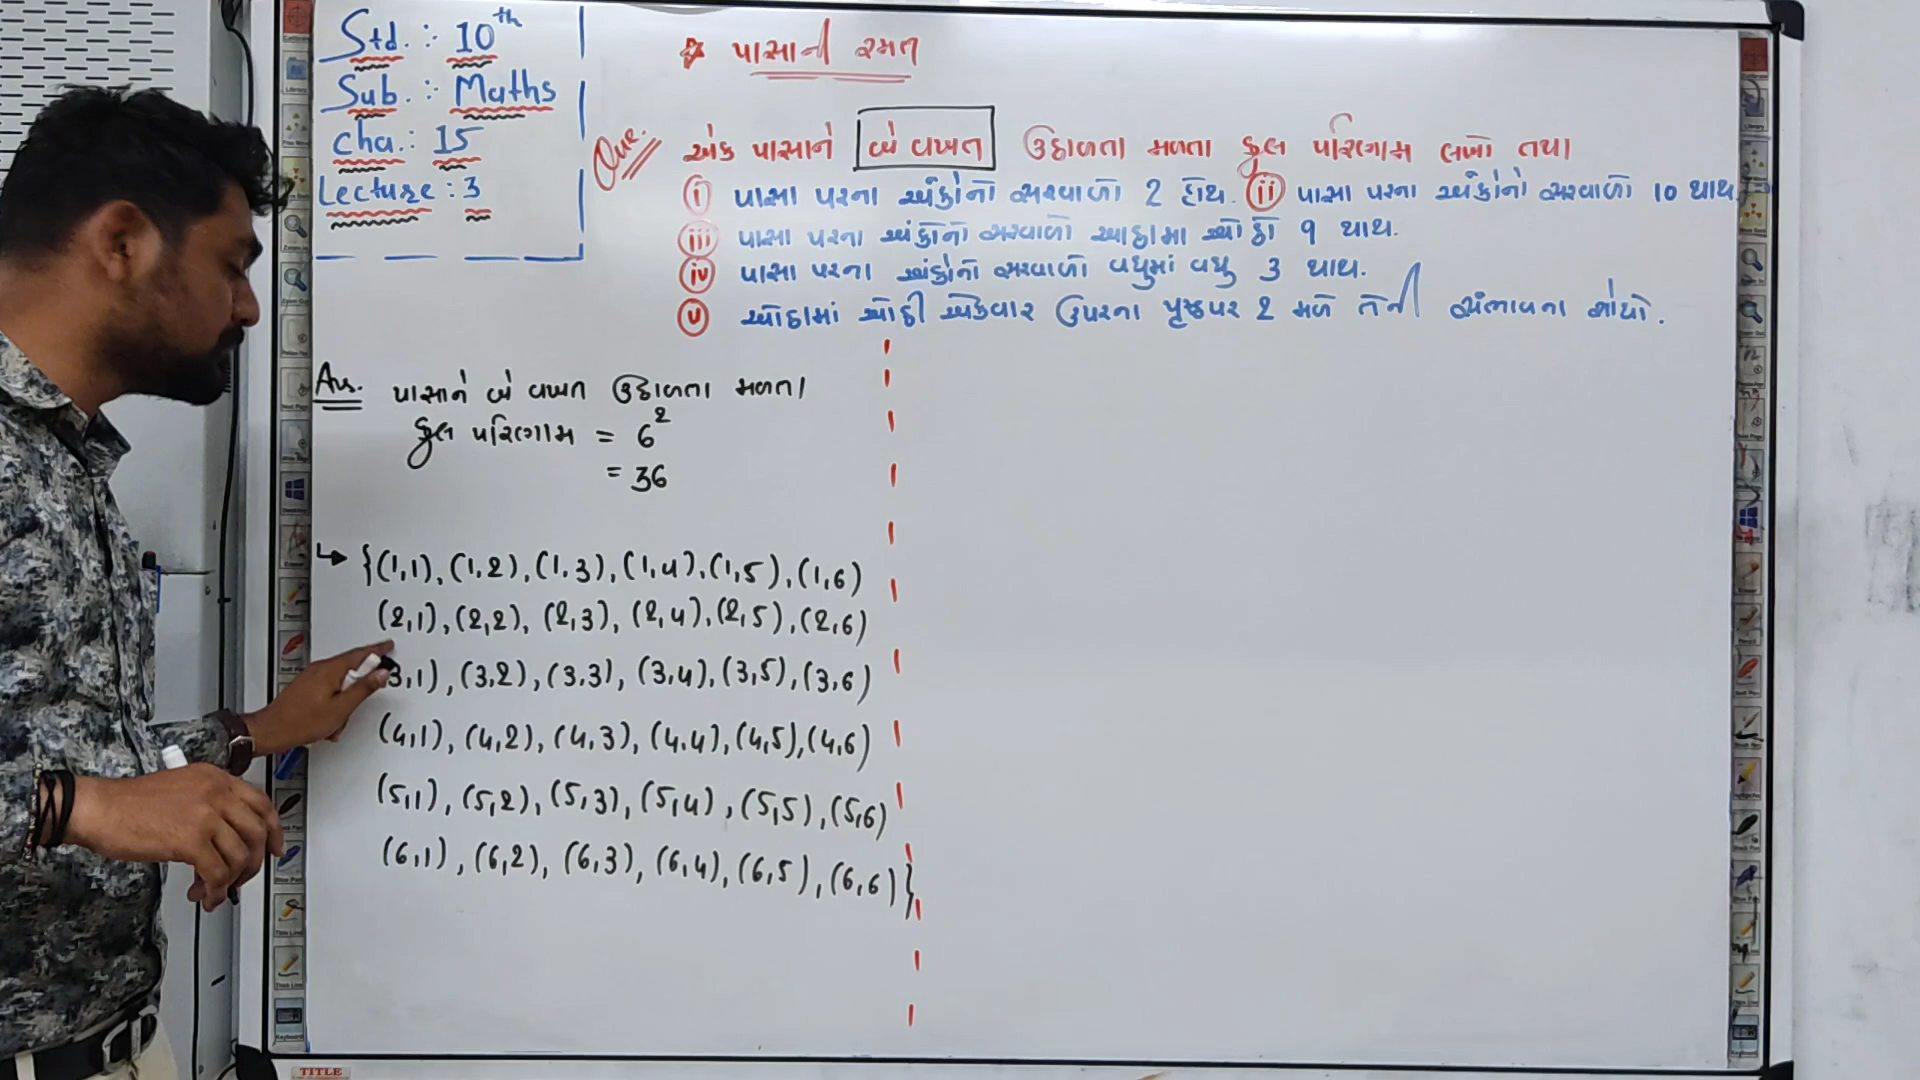 Std. : 10th
Sub. : Maths
cha. : 15
Lecture : 3
પાસાની રમત
Que.
એક પાસાને બે વખત ઉછાળતા મળતા કુલ પરિણામ લખો તથા
(i) પાસા પરના અંકોનો સરવાળો 2 હોય. (ii) પાસા પરના અંકોનો સરવાળો 10 થાય.
(iii) પાસા પરના અંકોનો સરવાળો ઓછામા ઓછો 9 થાય.
(iv) પાસા પરના અંકોનો સરવાળો વધુમાં વધુ 3 થાય.
(v) ઓછામાં ઓછી એકવાર ઉપરના પૃષ્ઠપર 2 મળે તેની સંભાવના શોધો.
Ans. પાસાને બે વખત ઉછાળતા મળતા
કુલ પરિણામ = 6²
= 36
↳ {(1,1), (1,2), (1,3), (1,4), (1,5), (1,6)
(2,1), (2,2), (2,3), (2,4), (2,5), (2,6)
3,1), (3,2), (3,3), (3,4), (3,5), (3,6)
(4,1), (4,2), (4,3), (4,4), (4,5), (4,6)
(5,1), (5,2), (5,3), (5,4), (5,5), (5,6)
(6,1), (6,2), (6,3), (6,4), (6,5), (6,6)}
TITLE